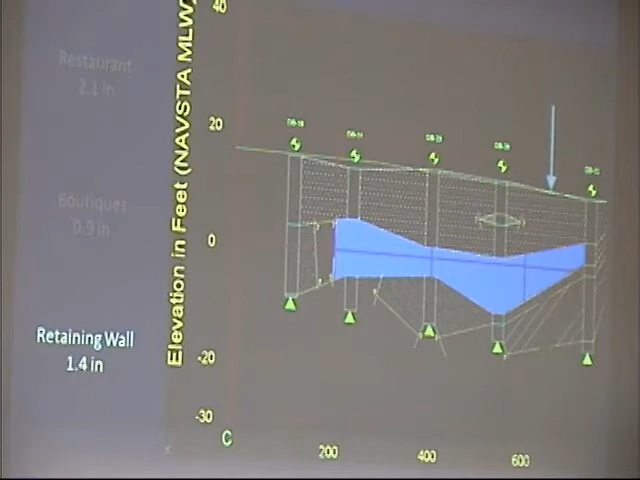 Restaurant
2.1 in
Boutiques
0.9 in
Retaining Wall
1.4 in
Elevation in Feet (NAVSTA MLW)
40
20
0
-20
-30
C
200
400
600